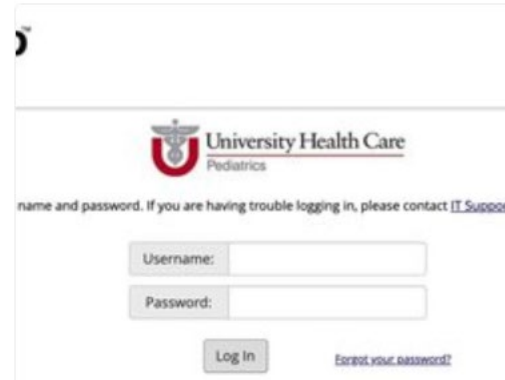 University Health Care
Pediatrics
name and password. If you are having trouble logging in, please contact IT Suppo
Username:
Password:
Log In
Forgot your password?